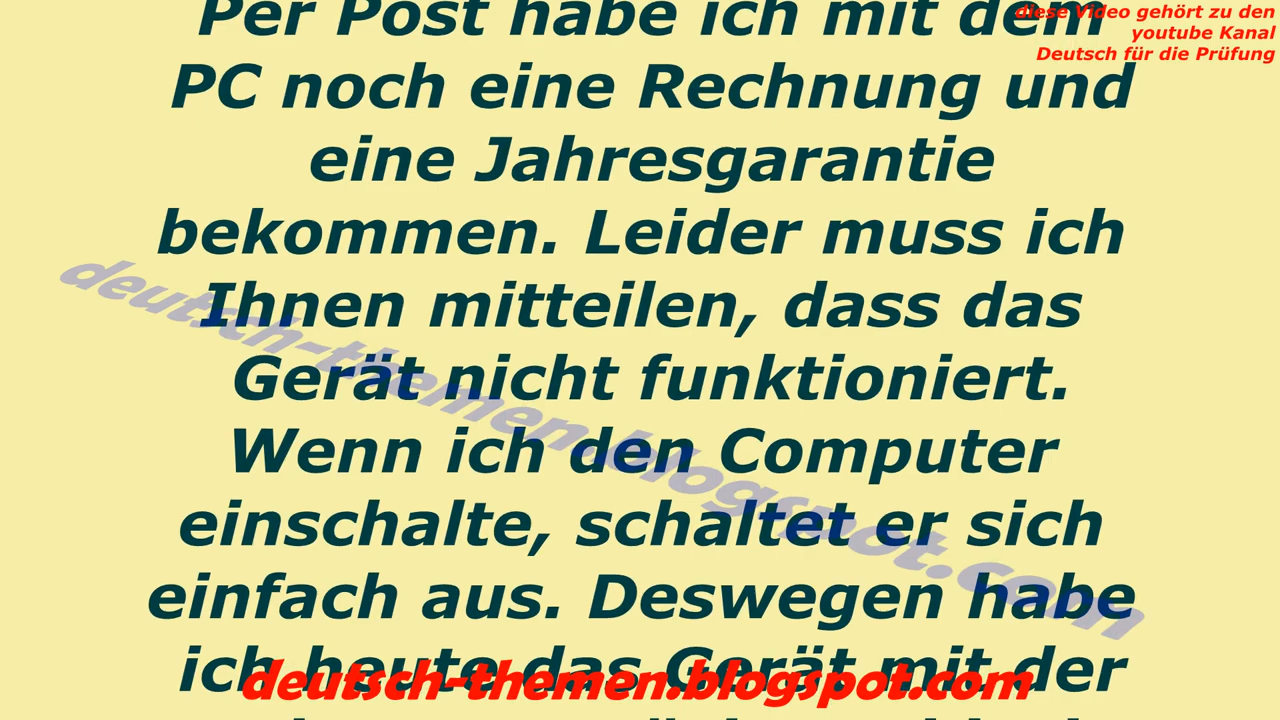 diese Video gehört zu den
youtube Kanal
Deutsch für die Prüfung
Per Post habe ich mit dem
PC noch eine Rechnung und
eine Jahresgarantie
bekommen. Leider muss ich
Ihnen mitteilen, dass das
Gerät nicht funktioniert.
Wenn ich den Computer
einschalte, schaltet er sich
einfach aus. Deswegen habe
ich heute das Gerät mit der
deutsch-themen.blogspot.com
deutsch-themen.blogspot.com